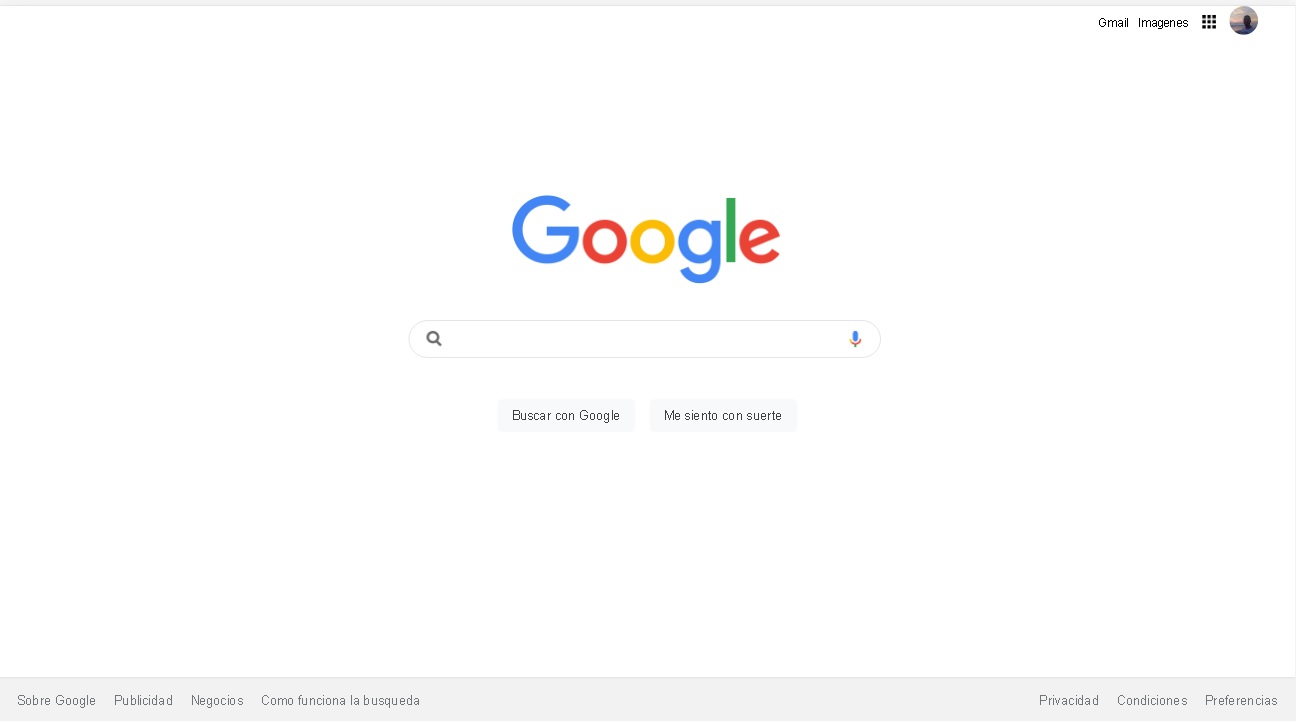 Gmail Imagenes
Google
Buscar con Google Me siento con suerte
Sobre Google Publicidad Negocios Como funciona la busqueda Privacidad Condiciones Preferencias